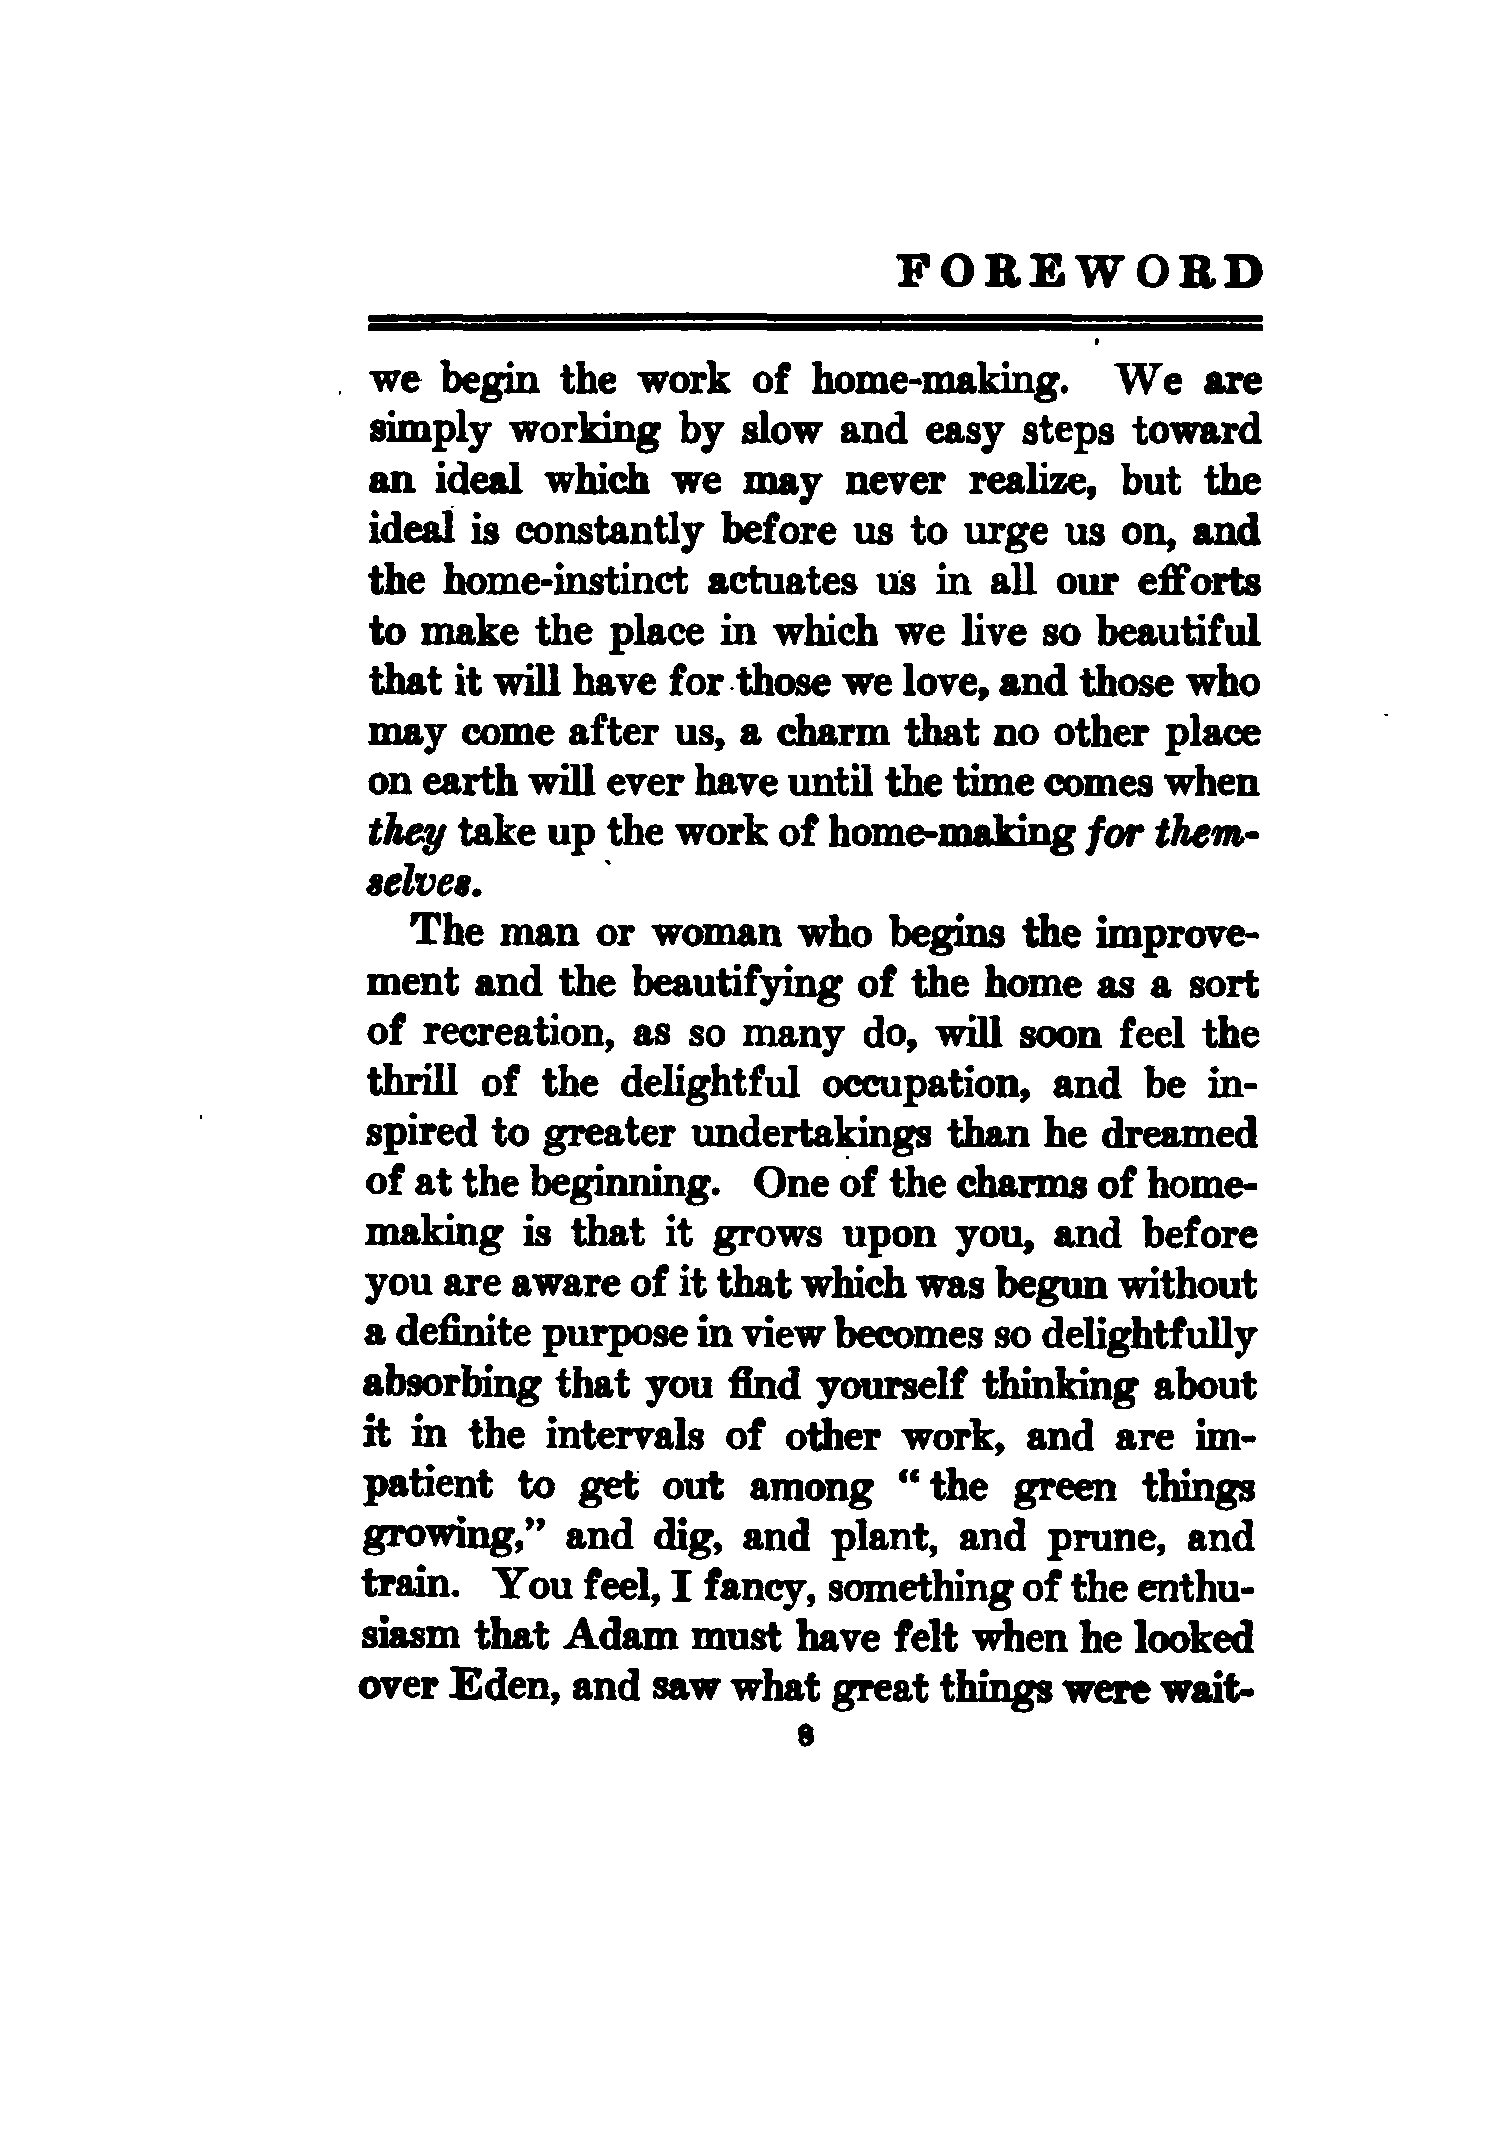 FOREWORD
we begin the work of home-making. We are
simply working by slow and easy steps toward
an ideal which we may never realize, but the
ideal is constantly before us to urge us on, and
the home-instinct actuates us in all our efforts
to make the place in which we live so beautiful
that it will have for those we love, and those who
may come after us, a charm that no other place
on earth will ever have until the time comes when
they take up the work of home-making for them-
selves.
The man or woman who begins the improve-
ment and the beautifying of the home as a sort
of recreation, as so many do, will soon feel the
thrill of the delightful occupation, and be in-
spired to greater undertakings than he dreamed
of at the beginning. One of the charms of home-
making is that it grows upon you, and before
you are aware of it that which was begun without
a definite purpose in view becomes so delightfully
absorbing that you find yourself thinking about
it in the intervals of other work, and are im-
patient to get out among “the green things
growing,” and dig, and plant, and prune, and
train. You feel, I fancy, something of the enthu-
siasm that Adam must have felt when he looked
over Eden, and saw what great things were wait-
8